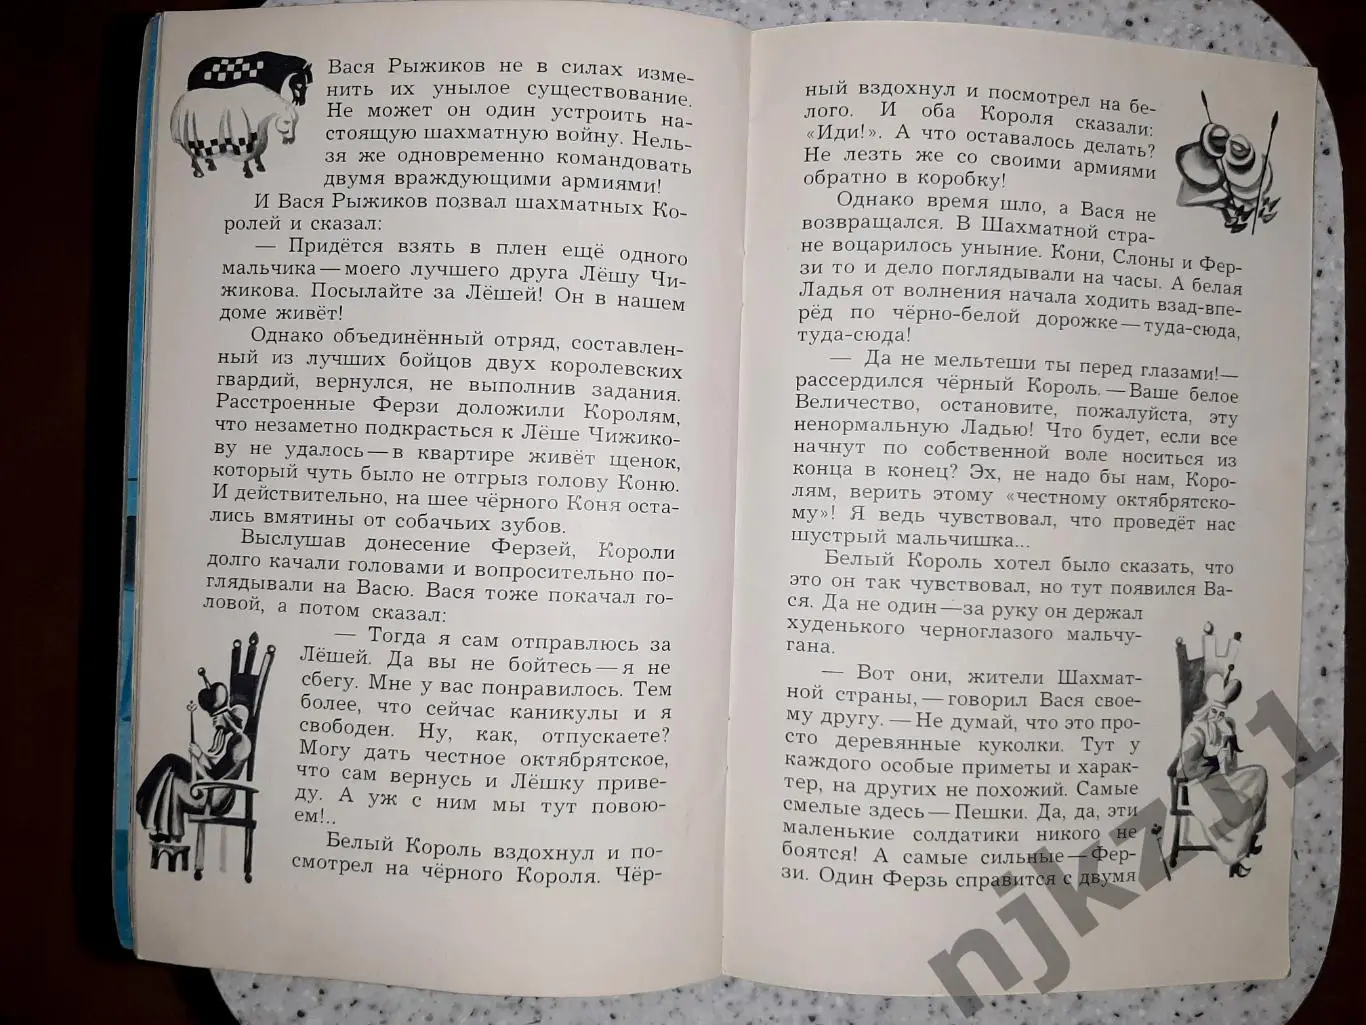 Вася Рыжиков не в силах изме-
нить их унылое существование.
Не может он один устроить на-
стоящую шахматную войну. Нель-
зя же одновременно командовать
двумя враждующими армиями!
И Вася Рыжиков позвал шахматных Ко-
ролей и сказал:
— Придётся взять в плен ещё одного
мальчика — моего лучшего друга Лёшу Чи-
жикова. Посылайте за Лёшей! Он в нашем
доме живёт!
Однако объединённый отряд, составлен-
ный из лучших бойцов двух королевских
гвардий, вернулся, не выполнив задания.
Расстроенные Ферзи доложили Королям,
что незаметно подкрасться к Лёше Чижико-
ву не удалось — в квартире живёт щенок,
который чуть было не отгрыз голову Коню.
И действительно, на шее чёрного Коня оста-
лись вмятины от собачьих зубов.
Выслушав донесение Ферзей, Короли
долго качали головами и вопросительно по-
глядывали на Васю. Вася тоже покачал го-
ловой, а потом сказал:
— Тогда я сам отправлюсь за
Лёшей. Да вы не бойтесь — я не
сбегу. Мне у вас понравилось. Тем
более, что сейчас каникулы и я
свободен. Ну, как, отпускаете?
Могу дать честное октябрятское,
что сам вернусь и Лёшку приве-
ду. А уж с ним мы тут повою-
ем!..
Белый Король вздохнул и по-
смотрел на чёрного Короля. Чёр-
ный вздохнул и посмотрел на бе-
лого. И оба Короля сказали:
«Иди!». А что оставалось делать?
Не лезть же со своими армиями
обратно в коробку!
Однако время шло, а Вася не
возвращался. В Шахматной стра-
не воцарилось уныние. Кони, Слоны и Фер-
зи то и дело поглядывали на часы. А белая
Ладья от волнения начала ходить взад-впе-
рёд по чёрно-белой дорожке — туда-сюда,
туда-сюда!
— Да не мельтеши ты перед глазами! —
рассердился чёрный Король. — Ваше белое
Величество, остановите, пожалуйста, эту
ненормальную Ладью! Что будет, если все
начнут по собственной воле носиться из
конца в конец? Эх, не надо бы нам, Коро-
лям, верить этому «честному октябрятско-
му»! Я ведь чувствовал, что проведёт нас
шустрый мальчишка...
Белый Король хотел было сказать, что
это он так чувствовал, но тут появился Ва-
ся. Да не один — за руку он держал
худенького черноглазого мальчу-
гана.
— Вот они, жители Шахмат-
ной страны, — говорил Вася свое-
му другу. — Не думай, что это про-
сто деревянные куколки. Тут у
каждого особые приметы и харак-
тер, на других не похожий. Самые
смелые здесь — Пешки. Да, да, эти
маленькие солдатики никого не
боятся! А самые сильные — Фер-
зи. Один Ферзь справится с двумя
njkz111